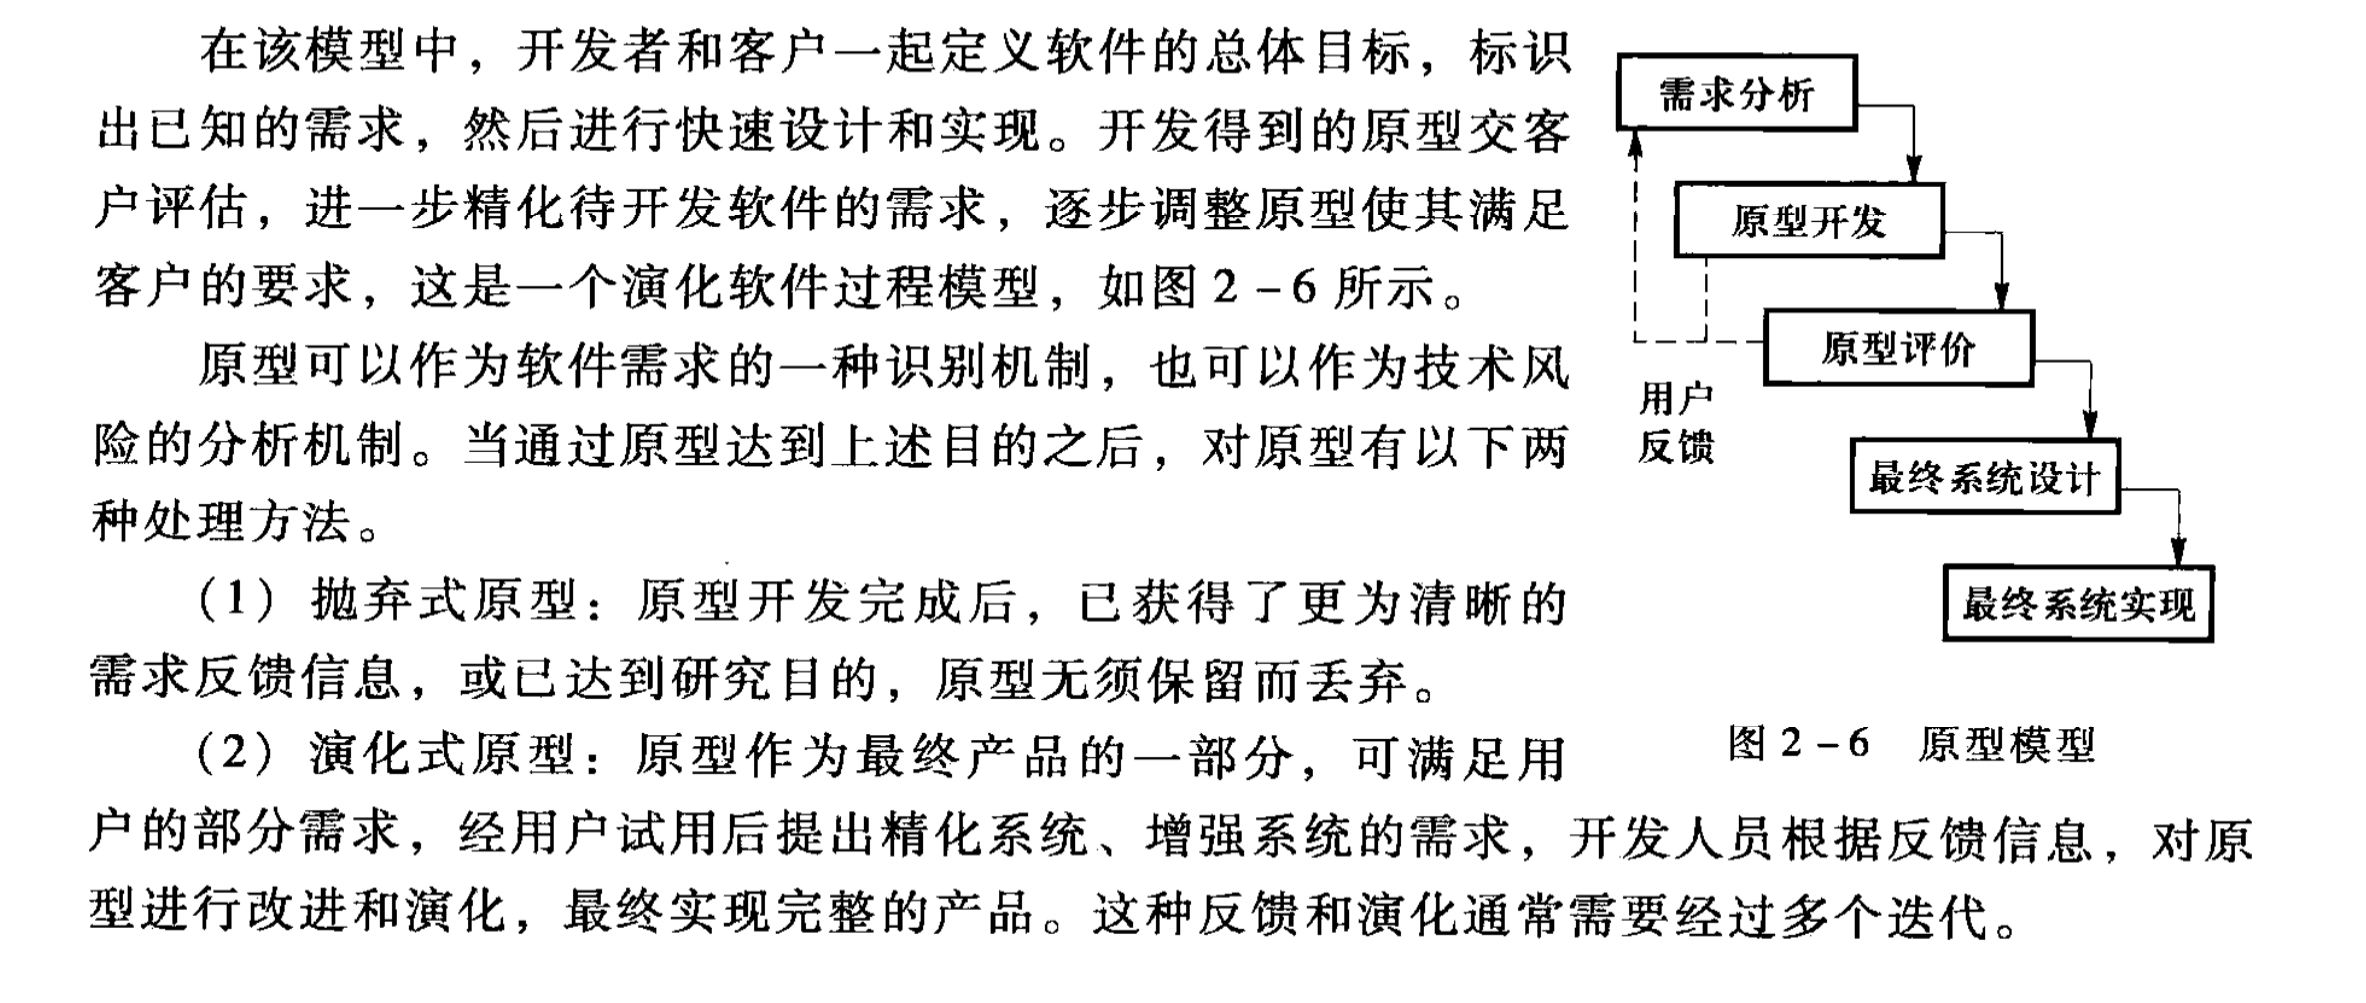 在该模型中，开发者和客户一起定义软件的总体目标，标识
出已知的需求，然后进行快速设计和实现。开发得到的原型交客
户评估，进一步精化待开发软件的需求，逐步调整原型使其满足
客户的要求，这是一个演化软件过程模型，如图 2－6 所示。
原型可以作为软件需求的一种识别机制，也可以作为技术风
险的分析机制。当通过原型达到上述目的之后，对原型有以下两
种处理方法。
（1）抛弃式原型：原型开发完成后，已获得了更为清晰的
需求反馈信息，或已达到研究目的，原型无须保留而丢弃。
（2）演化式原型：原型作为最终产品的一部分，可满足用
户的部分需求，经用户试用后提出精化系统、增强系统的需求，开发人员根据反馈信息，对原
型进行改进和演化，最终实现完整的产品。这种反馈和演化通常需要经过多个迭代。
需求分析
原型开发
原型评价
用户
反馈
最终系统设计
最终系统实现
图 2－6 原型模型